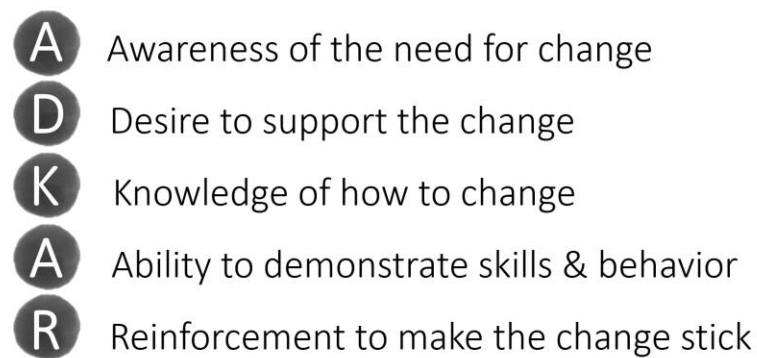 A Awareness of the need for change
D Desire to support the change
K Knowledge of how to change
A Ability to demonstrate skills & behavior
R Reinforcement to make the change stick